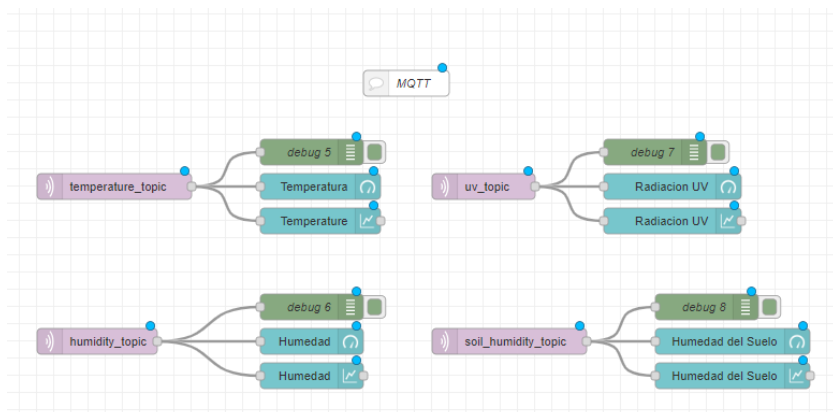 MQTT
debug 5
temperature_topic
Temperatura
Temperature
debug 7
uv_topic
Radiacion UV
Radiacion UV
debug 6
humidity_topic
Humedad
Humedad
debug 8
soil_humidity_topic
Humedad del Suelo
Humedad del Suelo